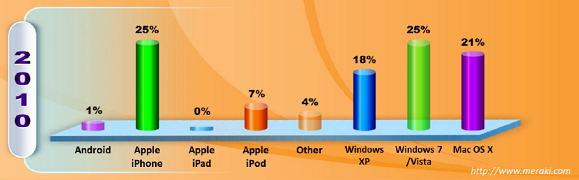 2010
1%
25%
0%
7%
4%
18%
25%
21%
Android
Apple
iPhone
Apple
iPad
Apple
iPod
Other
Windows
XP
Windows 7
/Vista
Mac OS X
http://www.meraki.com